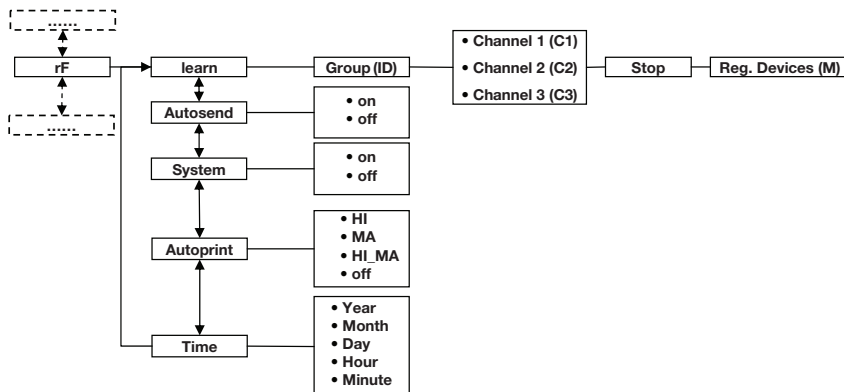 ......
rF
......
learn
Group (ID)
• Channel 1 (C1)
• Channel 2 (C2)
• Channel 3 (C3)
Stop
Reg. Devices (M)
Autosend
• on
• off
System
• on
• off
Autoprint
• HI
• MA
• HI_MA
• off
Time
• Year
• Month
• Day
• Hour
• Minute